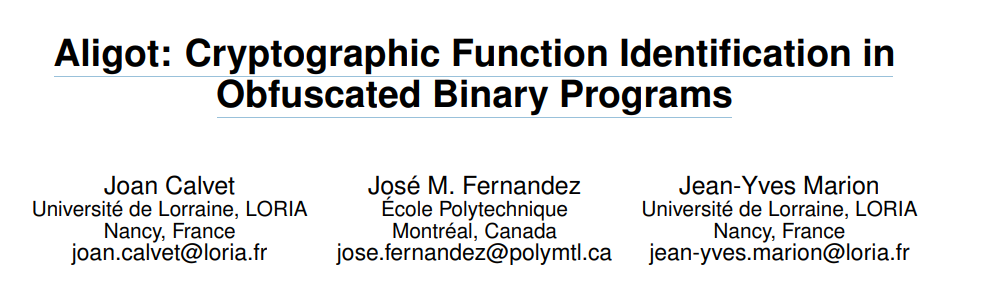 Aligot: Cryptographic Function Identification in
Obfuscated Binary Programs
Joan Calvet
Université de Lorraine, LORIA
Nancy, France
joan.calvet@loria.fr
José M. Fernandez
École Polytechnique
Montréal, Canada
jose.fernandez@polymtl.ca
Jean-Yves Marion
Université de Lorraine, LORIA
Nancy, France
jean-yves.marion@loria.fr